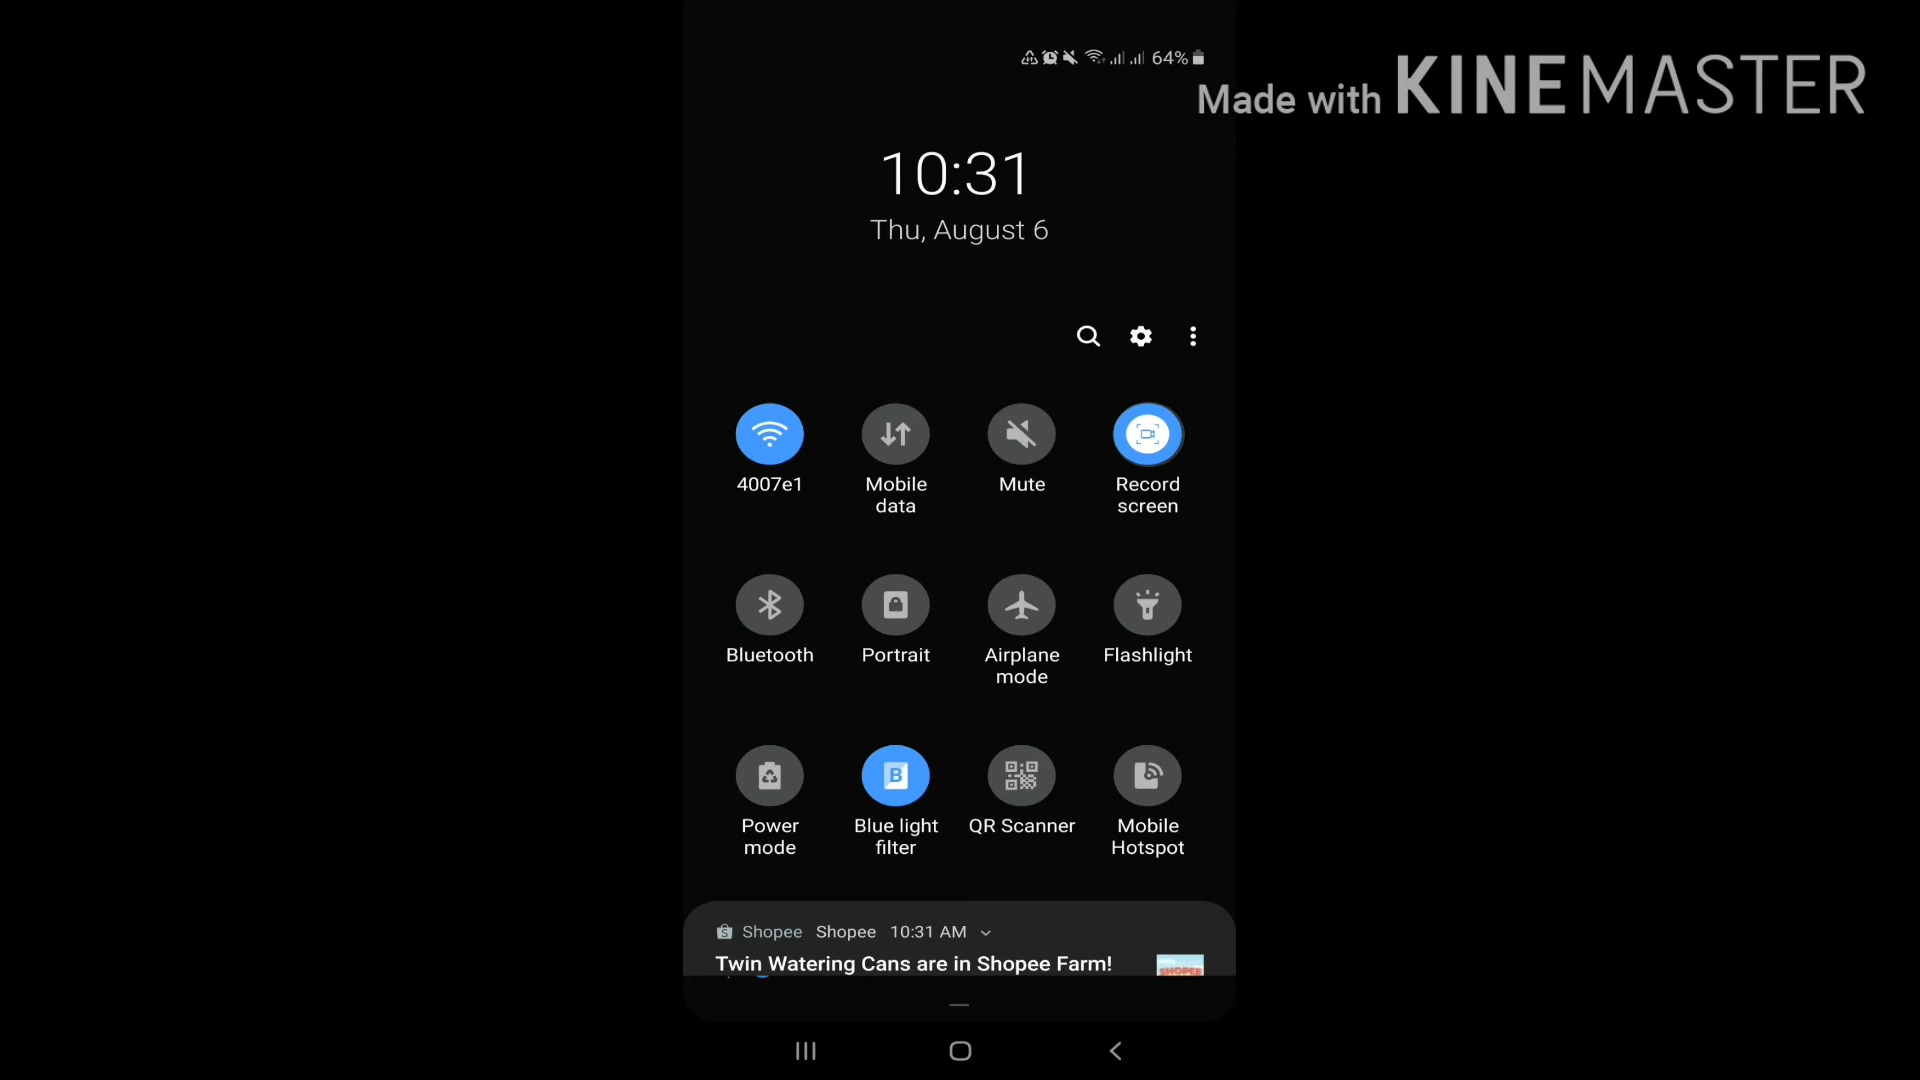 64%
Made with KINEMASTER
10:31
Thu, August 6
4007e1
Mobile
data
Mute
Record
screen
Bluetooth
Portrait
Airplane
mode
Flashlight
Power
mode
B
Blue light
filter
QR Scanner
Mobile
Hotspot
Shopee Shopee 10:31 AM
Twin Watering Cans are in Shopee Farm!
SHOPEE